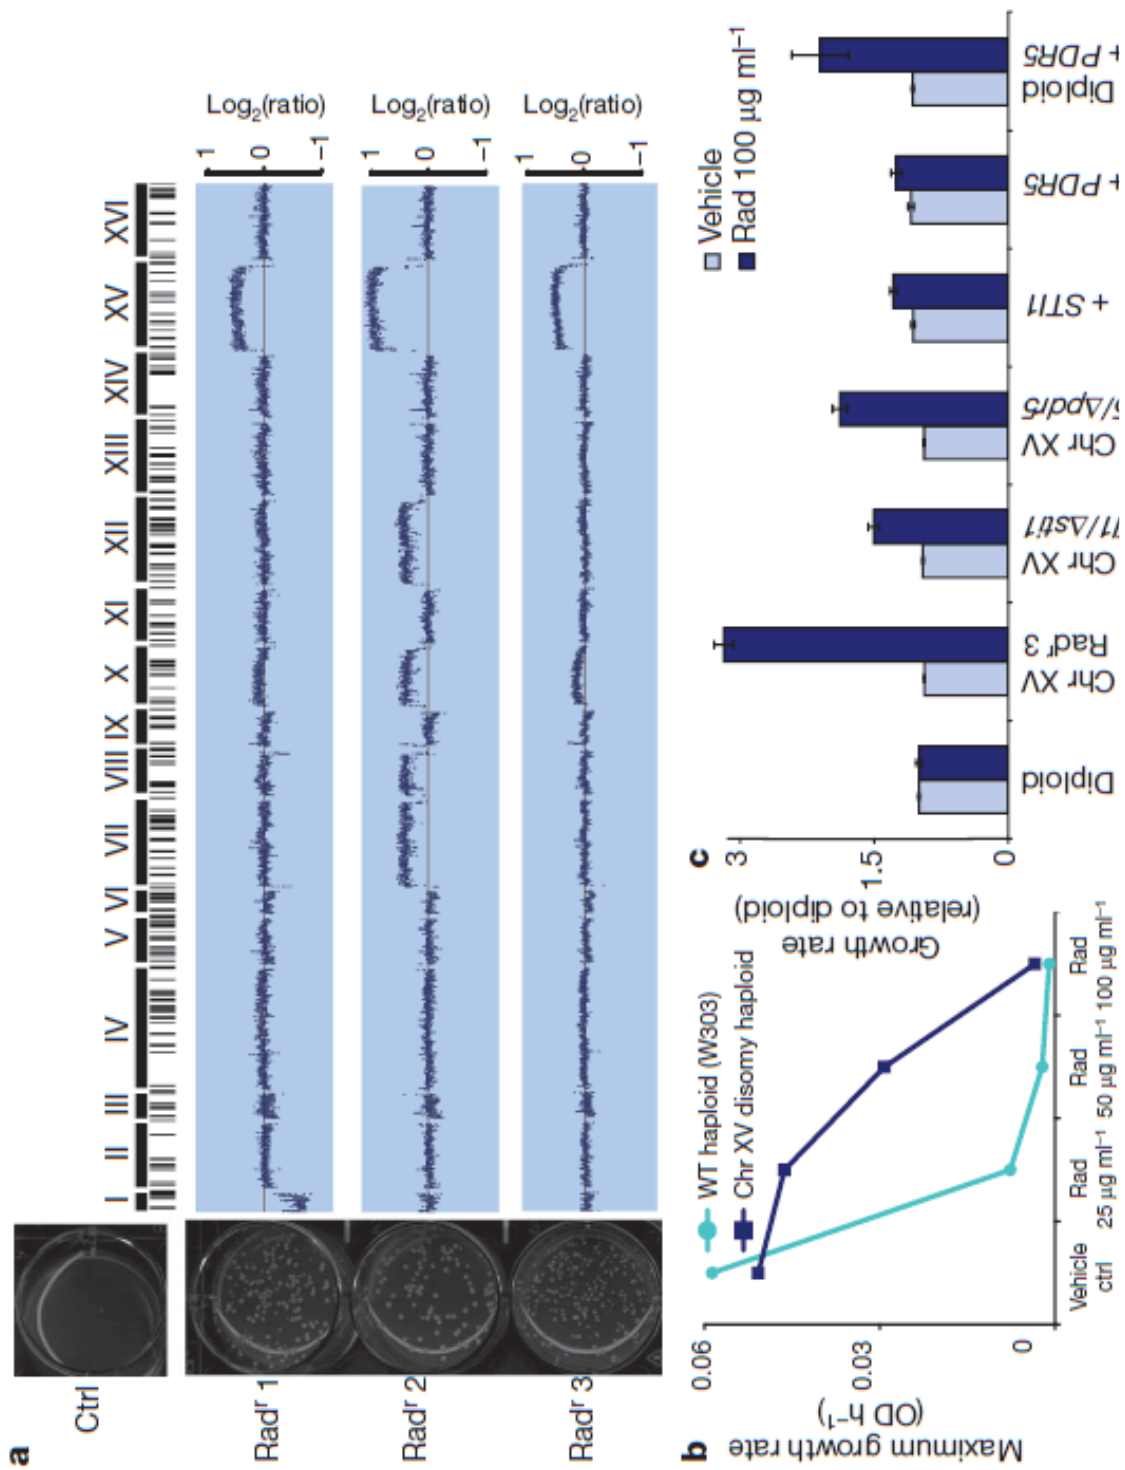 a
I II III IV V VI VII VIII IX X XI XII XIII XIV XV XVI
Ctrl
Radʳ 1
Log₂(ratio)
1
0
−1
Radʳ 2
Log₂(ratio)
1
0
−1
Radʳ 3
Log₂(ratio)
1
0
−1
b
Maximum growth rate
(OD h⁻¹)
0.06
0.03
0
WT haploid (W303)
Chr XV disomy haploid
Vehicle
ctrl
Rad
25 µg ml⁻¹
Rad
50 µg ml⁻¹
Rad
100 µg ml⁻¹
c
Growth rate
(relative to diploid)
3
1.5
0
Vehicle
Rad 100 µg ml⁻¹
Diploid
Chr XV
Radʳ 3
Chr XV
/Δsti1
Chr XV
/Δpdr5
+ STI1
+ PDR5
Diploid
+ PDR5